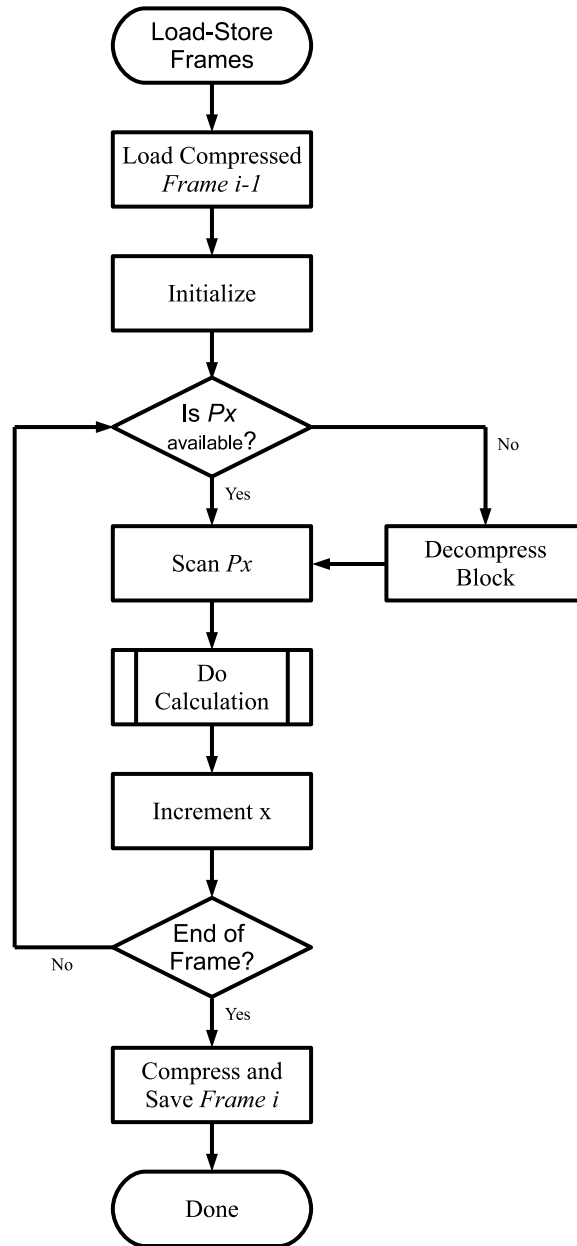 Load-Store
Frames
Load Compressed
Frame i-1
Initialize
Is Px
available?
No
Yes
Scan Px
Decompress
Block
Do
Calculation
Increment x
End of
Frame?
No
Yes
Compress and
Save Frame i
Done